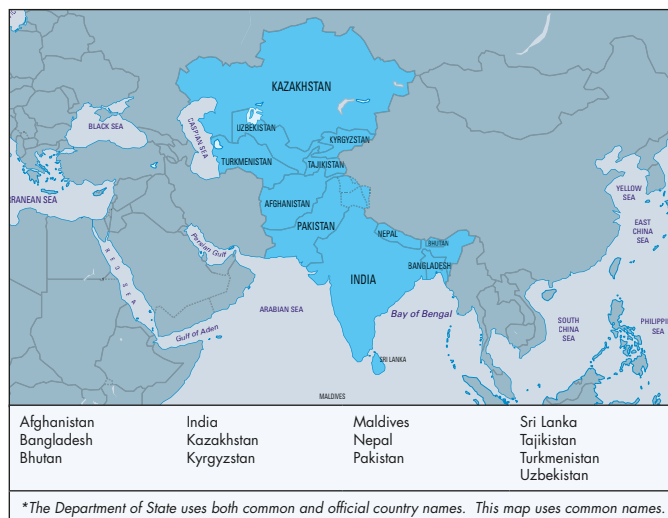 KAZAKHSTAN
BLACK SEA
CASPIAN SEA
UZBEKISTAN
KYRGYZSTAN
TURKMENISTAN
TAJIKISTAN
YELLOW
SEA
RANEAN SEA
AFGHANISTAN
EAST
CHINA
SEA
PAKISTAN
NEPAL
BHUTAN
Persian Gulf
BANGLADESH
RED SEA
INDIA
ARABIAN SEA
Bay of Bengal
SOUTH
CHINA
SEA
PHILIPPI
SEA
Gulf of Aden
SRI LANKA
MALDIVES
Afghanistan
Bangladesh
Bhutan
India
Kazakhstan
Kyrgyzstan
Maldives
Nepal
Pakistan
Sri Lanka
Tajikistan
Turkmenistan
Uzbekistan
*The Department of State uses both common and official country names. This map uses common names.